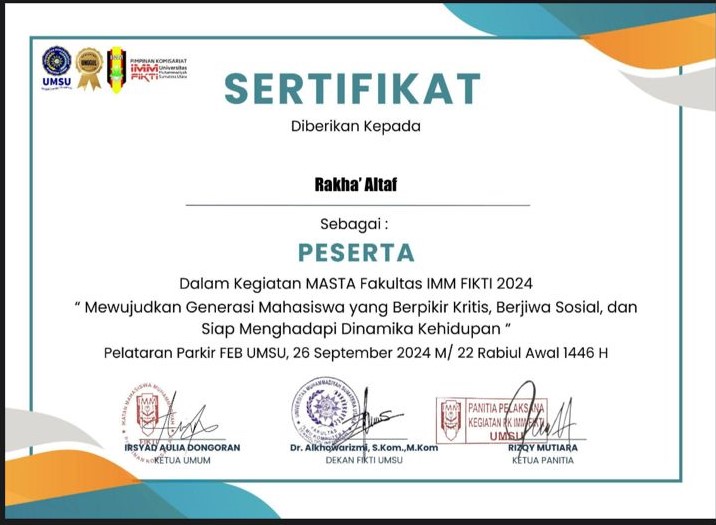 UMSU
UNGGUL
PIMPINAN KOMISARIAT
IMM Universitas
FIKTI Muhammadiyah
Sumatera Utara
SERTIFIKAT
Diberikan Kepada
Rakha' Altaf
Sebagai :
PESERTA
Dalam Kegiatan MASTA Fakultas IMM FIKTI 2024
“ Mewujudkan Generasi Mahasiswa yang Berpikir Kritis, Berjiwa Sosial, dan
Siap Menghadapi Dinamika Kehidupan “
Pelataran Parkir FEB UMSU, 26 September 2024 M/ 22 Rabiul Awal 1446 H
PANITIA PELAKSANA
KEGIATAN PK IMM FIKTI
UMSU
FIKTI
IRSYAD AULIA DONGORAN
KETUA UMUM
Dr. Alkhowarizmi, S.Kom.,M.Kom
DEKAN FIKTI UMSU
RIZQY MUTIARA
KETUA PANITIA